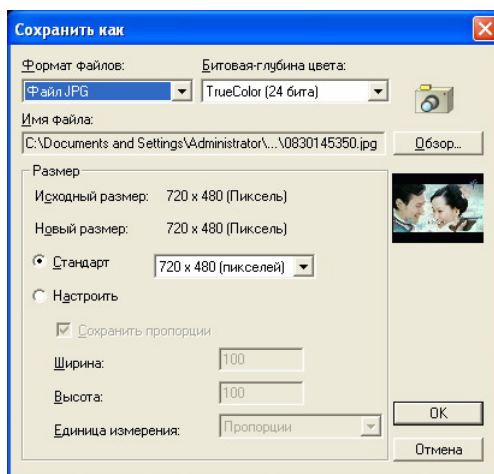 Сохранить как
Формат файлов: Битовая-глубина цвета:
Файл JPG TrueColor (24 бита)
Имя файла:
C:\Documents and Settings\Administrator\...\0830145350.jpg Обзор...
Размер
Исходный размер: 720 x 480 (Пиксель)
Новый размер: 720 x 480 (Пиксель)
Стандарт 720 x 480 (пикселей)
Настроить
Сохранить пропорции
Ширина: 100
Высота: 100
Единица измерения: Пропорции
OK
Отмена